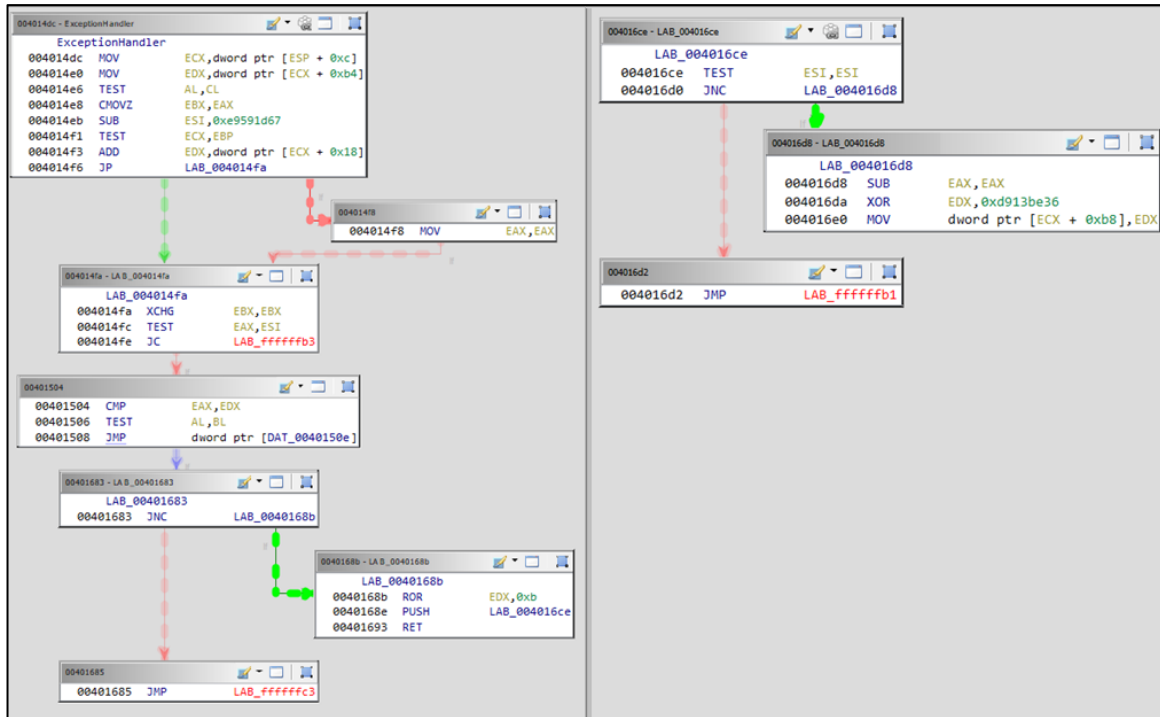 004014dc - ExceptionHandler
ExceptionHandler
004014dc MOV ECX,dword ptr [ESP + 0xc]
004014e0 MOV EDX,dword ptr [ECX + 0xb4]
004014e6 TEST AL,CL
004014e8 CMOVZ EBX,EAX
004014eb SUB ESI,0xe9591d67
004014f1 TEST ECX,EBP
004014f3 ADD EDX,dword ptr [ECX + 0x18]
004014f6 JP LAB_004014fa
004014f8
004014f8 MOV EAX,EAX
004014fa - LAB_004014fa
LAB_004014fa
004014fa XCHG EBX,EBX
004014fc TEST EAX,ESI
004014fe JC LAB_ffffffb3
00401504
00401504 CMP EAX,EDX
00401506 TEST AL,BL
00401508 JMP dword ptr [DAT_0040150e]
00401683 - LAB_00401683
LAB_00401683
00401683 JNC LAB_0040168b
0040168b - LAB_0040168b
LAB_0040168b
0040168b ROR EDX,0xb
0040168e PUSH LAB_004016ce
00401693 RET
00401685
00401685 JMP LAB_ffffffc3
004016ce - LAB_004016ce
LAB_004016ce
004016ce TEST ESI,ESI
004016d0 JNC LAB_004016d8
004016d8 - LAB_004016d8
LAB_004016d8
004016d8 SUB EAX,EAX
004016da XOR EDX,0xd913be36
004016e0 MOV dword ptr [ECX + 0xb8],EDX
004016d2
004016d2 JMP LAB_ffffffb1